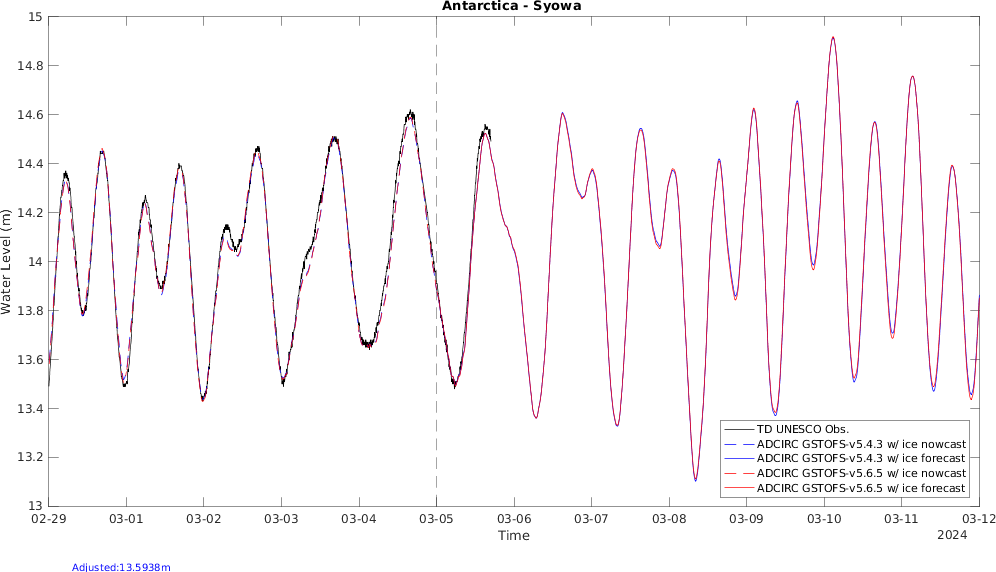 Antarctica - Syowa
15
14.8
14.6
14.4
14.2
14
13.8
13.6
13.4
13.2
13
Water Level (m)
TD UNESCO Obs.
ADCIRC GSTOFS-v5.4.3 w/ ice nowcast
ADCIRC GSTOFS-v5.4.3 w/ ice forecast
ADCIRC GSTOFS-v5.6.5 w/ ice nowcast
ADCIRC GSTOFS-v5.6.5 w/ ice forecast
02-29 03-01 03-02 03-03 03-04 03-05 03-06 03-07 03-08 03-09 03-10 03-11 03-12
Time
2024
Adjusted:13.5938m